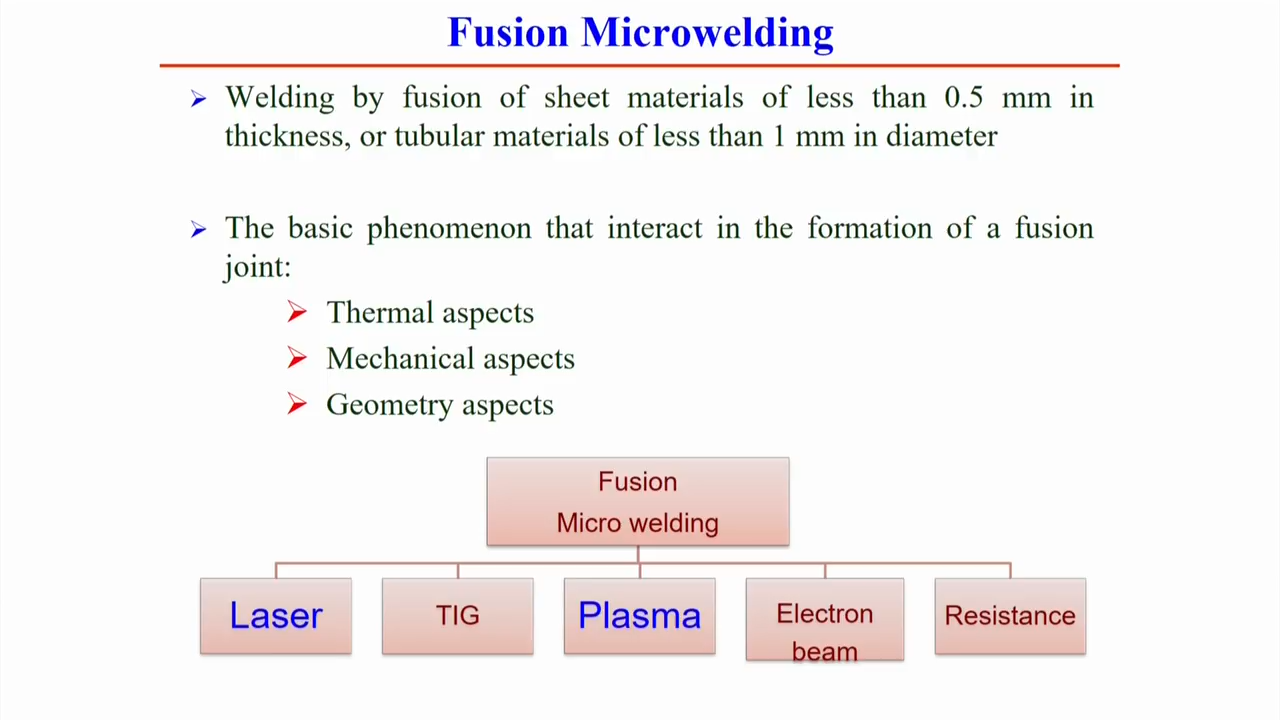 Fusion Microwelding
Welding by fusion of sheet materials of less than 0.5 mm in
thickness, or tubular materials of less than 1 mm in diameter
The basic phenomenon that interact in the formation of a fusion
joint:
Thermal aspects
Mechanical aspects
Geometry aspects
Fusion
Micro welding
Laser
TIG
Plasma
Electron
beam
Resistance